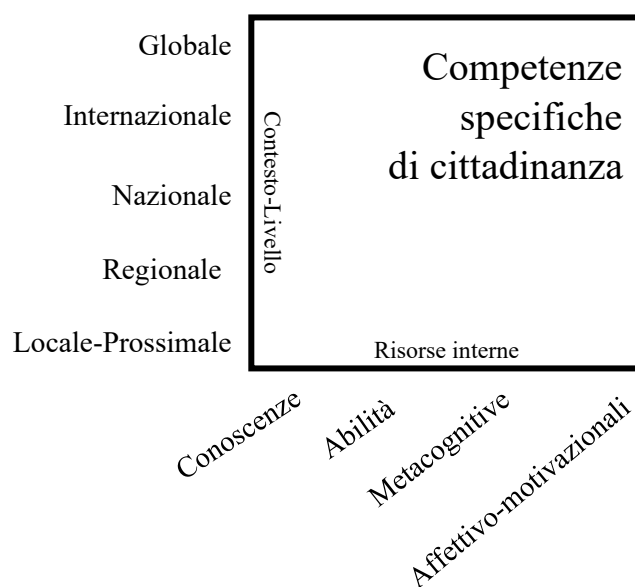 Globale
Internazionale
Nazionale
Regionale
Locale-Prossimale
Contesto-Livello
Competenze
specifiche
di cittadinanza
Risorse interne
Conoscenze
Abilità
Metacognitive
Affettivo-motivazionali